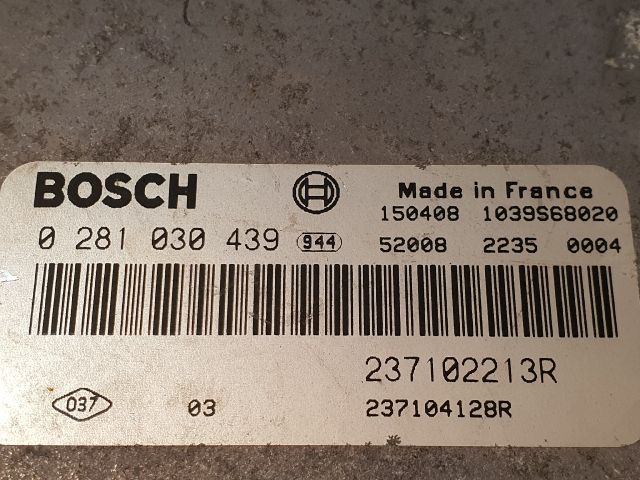 BOSCH
Made in France
150408 1039S68020
0 281 030 439 944 52008 2235 0004
237102213R
037 03 237104128R